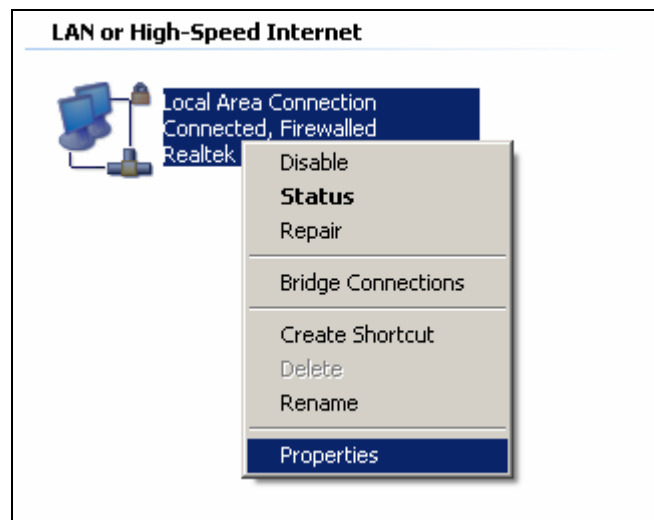 LAN or High-Speed Internet
Local Area Connection
Connected, Firewalled
Realtek
Disable
Status
Repair
Bridge Connections
Create Shortcut
Delete
Rename
Properties